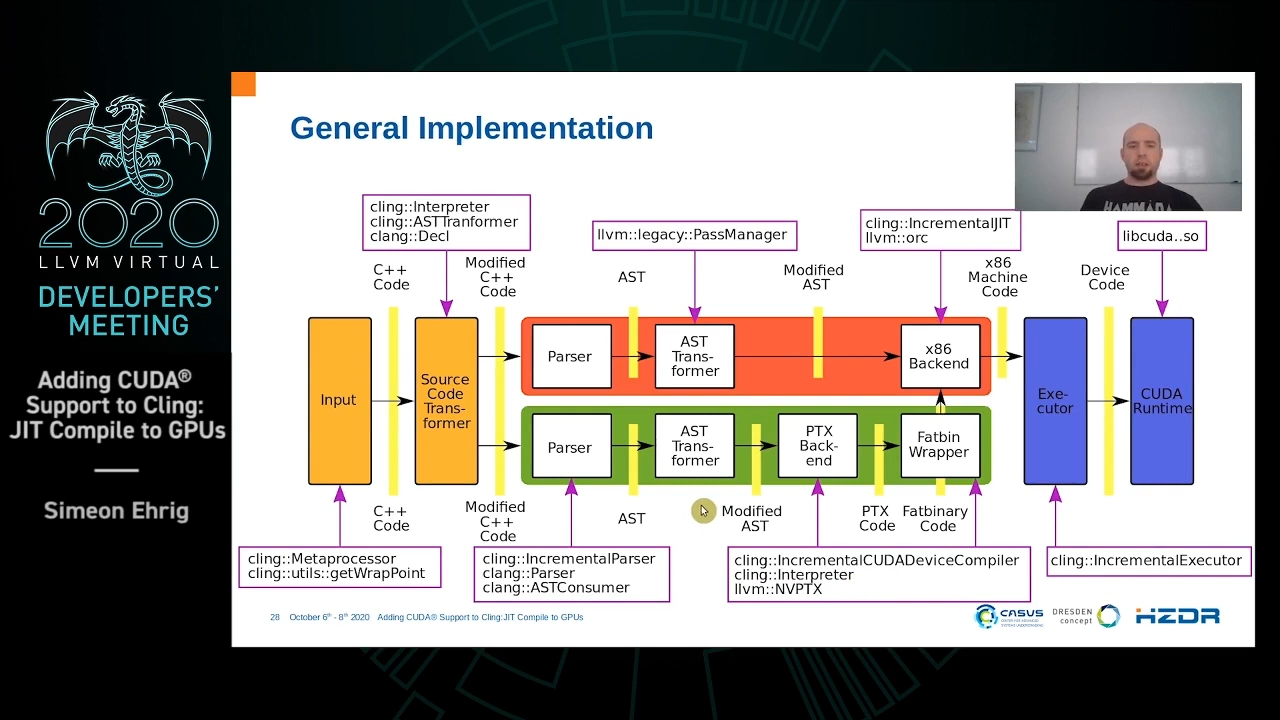 2020
LLVM VIRTUAL
DEVELOPERS'
MEETING
Adding CUDA®
Support to Cling:
JIT Compile to GPUs
Simeon Ehrig
General Implementation
HAMMADA
cling::Interpreter
cling::ASTTranformer
clang::Decl
llvm::legacy::PassManager
cling::IncrementalJIT
llvm::orc
libcuda..so
C++
Code
Modified
C++
Code
AST
Modified
AST
x86
Machine
Code
Device
Code
Input
Source
Code
Trans-
former
Parser
AST
Trans-
former
x86
Backend
Exe-
cutor
CUDA
Runtime
Parser
AST
Trans-
former
PTX
Back-
end
Fatbin
Wrapper
C++
Code
Modified
C++
Code
AST
Modified
AST
PTX
Code
Fatbinary
Code
cling::Metaprocessor
cling::utils::getWrapPoint
cling::IncrementalParser
clang::Parser
clang::ASTConsumer
cling::IncrementalCUDADeviceCompiler
cling::Interpreter
llvm::NVPTX
cling::IncrementalExecutor
28 October 6th - 8th 2020 Adding CUDA® Support to Cling:JIT Compile to GPUs
CASUS
CENTER FOR ADVANCED
SYSTEMS UNDERSTANDING
DRESDEN
concept
HZDR